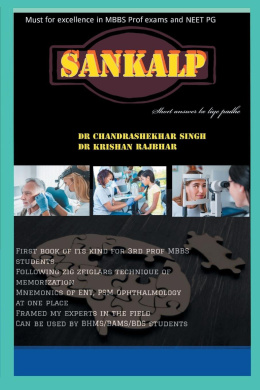 Must for excellence in MBBS Prof exams and NEET PG
SANKALP
Short answer ke liye padhe
DR CHANDRASHEKHAR SINGH
DR KRISHAN RAJBHAR
First book of its kind for 3rd prof MBBS
students
Following zig zeiglars technique of
memorization
Mnemonics of ENT, PSM Ophthalmology
at one place
Framed my experts in the field
Can be used by BHMS/BAMS/BDS students